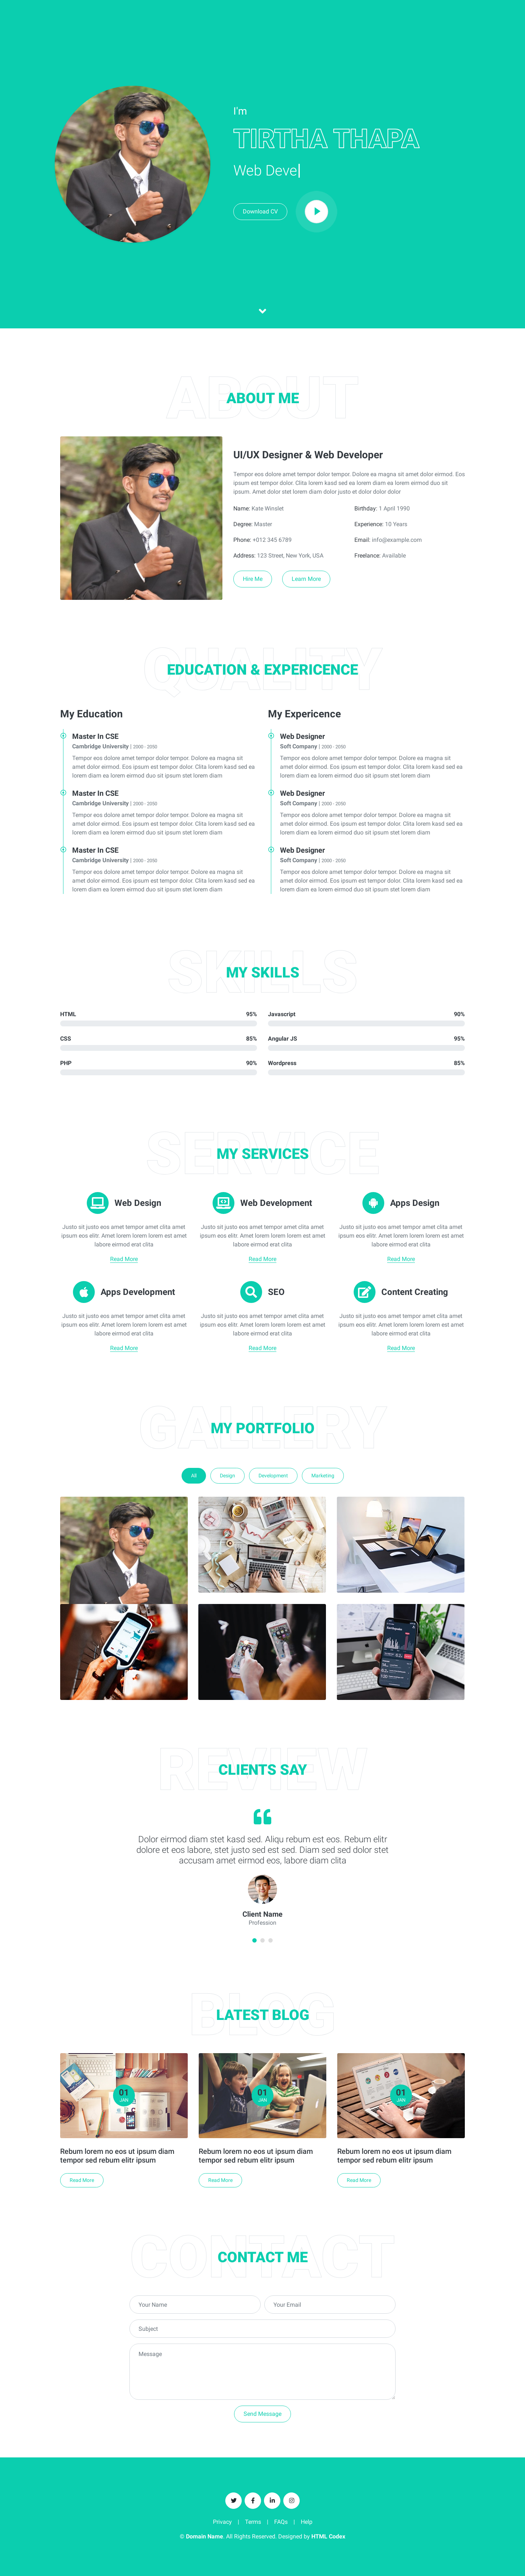 I'm
TIRTHA THAPA
Web Deve|
Download CV
ABOUT
ABOUT ME
UI/UX Designer & Web Developer
Tempor eos dolore amet tempor dolor tempor. Dolore ea magna sit amet dolor eirmod. Eos
ipsum est tempor dolor. Clita lorem kasd sed ea lorem diam ea lorem eirmod duo sit
ipsum. Amet dolor stet lorem diam dolor justo et dolor dolor dolor
Name: Kate Winslet
Birthday: 1 April 1990
Degree: Master
Experience: 10 Years
Phone: +012 345 6789
Email: info@example.com
Address: 123 Street, New York, USA
Freelance: Available
Hire Me
Learn More
QUALITY
EDUCATION & EXPERICENCE
My Education
Master In CSE
Cambridge University | 2000 - 2050
Tempor eos dolore amet tempor dolor tempor. Dolore ea magna sit
amet dolor eirmod. Eos ipsum est tempor dolor. Clita lorem kasd sed ea
lorem diam ea lorem eirmod duo sit ipsum stet lorem diam
Master In CSE
Cambridge University | 2000 - 2050
Tempor eos dolore amet tempor dolor tempor. Dolore ea magna sit
amet dolor eirmod. Eos ipsum est tempor dolor. Clita lorem kasd sed ea
lorem diam ea lorem eirmod duo sit ipsum stet lorem diam
Master In CSE
Cambridge University | 2000 - 2050
Tempor eos dolore amet tempor dolor tempor. Dolore ea magna sit
amet dolor eirmod. Eos ipsum est tempor dolor. Clita lorem kasd sed ea
lorem diam ea lorem eirmod duo sit ipsum stet lorem diam
My Expericence
Web Designer
Soft Company | 2000 - 2050
Tempor eos dolore amet tempor dolor tempor. Dolore ea magna sit
amet dolor eirmod. Eos ipsum est tempor dolor. Clita lorem kasd sed ea
lorem diam ea lorem eirmod duo sit ipsum stet lorem diam
Web Designer
Soft Company | 2000 - 2050
Tempor eos dolore amet tempor dolor tempor. Dolore ea magna sit
amet dolor eirmod. Eos ipsum est tempor dolor. Clita lorem kasd sed ea
lorem diam ea lorem eirmod duo sit ipsum stet lorem diam
Web Designer
Soft Company | 2000 - 2050
Tempor eos dolore amet tempor dolor tempor. Dolore ea magna sit
amet dolor eirmod. Eos ipsum est tempor dolor. Clita lorem kasd sed ea
lorem diam ea lorem eirmod duo sit ipsum stet lorem diam
SKILLS
MY SKILLS
HTML 95%
Javascript 90%
CSS 85%
Angular JS 95%
PHP 90%
Wordpress 85%
SERVICE
MY SERVICES
Web Design
Justo sit justo eos amet tempor amet clita amet
ipsum eos elitr. Amet lorem lorem lorem est amet
labore eirmod erat clita
Read More
Web Development
Justo sit justo eos amet tempor amet clita amet
ipsum eos elitr. Amet lorem lorem lorem est amet
labore eirmod erat clita
Read More
Apps Design
Justo sit justo eos amet tempor amet clita amet
ipsum eos elitr. Amet lorem lorem lorem est amet
labore eirmod erat clita
Read More
Apps Development
Justo sit justo eos amet tempor amet clita amet
ipsum eos elitr. Amet lorem lorem lorem est amet
labore eirmod erat clita
Read More
SEO
Justo sit justo eos amet tempor amet clita amet
ipsum eos elitr. Amet lorem lorem lorem est amet
labore eirmod erat clita
Read More
Content Creating
Justo sit justo eos amet tempor amet clita amet
ipsum eos elitr. Amet lorem lorem lorem est amet
labore eirmod erat clita
Read More
GALLERY
MY PORTFOLIO
All
Design
Development
Marketing
REVIEW
CLIENTS SAY
Dolor eirmod diam stet kasd sed. Aliqu rebum est eos. Rebum elitr
dolore et eos labore, stet justo sed est sed. Diam sed sed dolor stet
accusam amet eirmod eos, labore diam clita
Client Name
Profession
BLOG
LATEST BLOG
01
JAN
Rebum lorem no eos ut ipsum diam
tempor sed rebum elitr ipsum
Read More
01
JAN
Rebum lorem no eos ut ipsum diam
tempor sed rebum elitr ipsum
Read More
01
JAN
Rebum lorem no eos ut ipsum diam
tempor sed rebum elitr ipsum
Read More
CONTACT
CONTACT ME
Your Name
Your Email
Subject
Message
Send Message
Privacy | Terms | FAQs | Help
© Domain Name. All Rights Reserved. Designed by HTML Codex